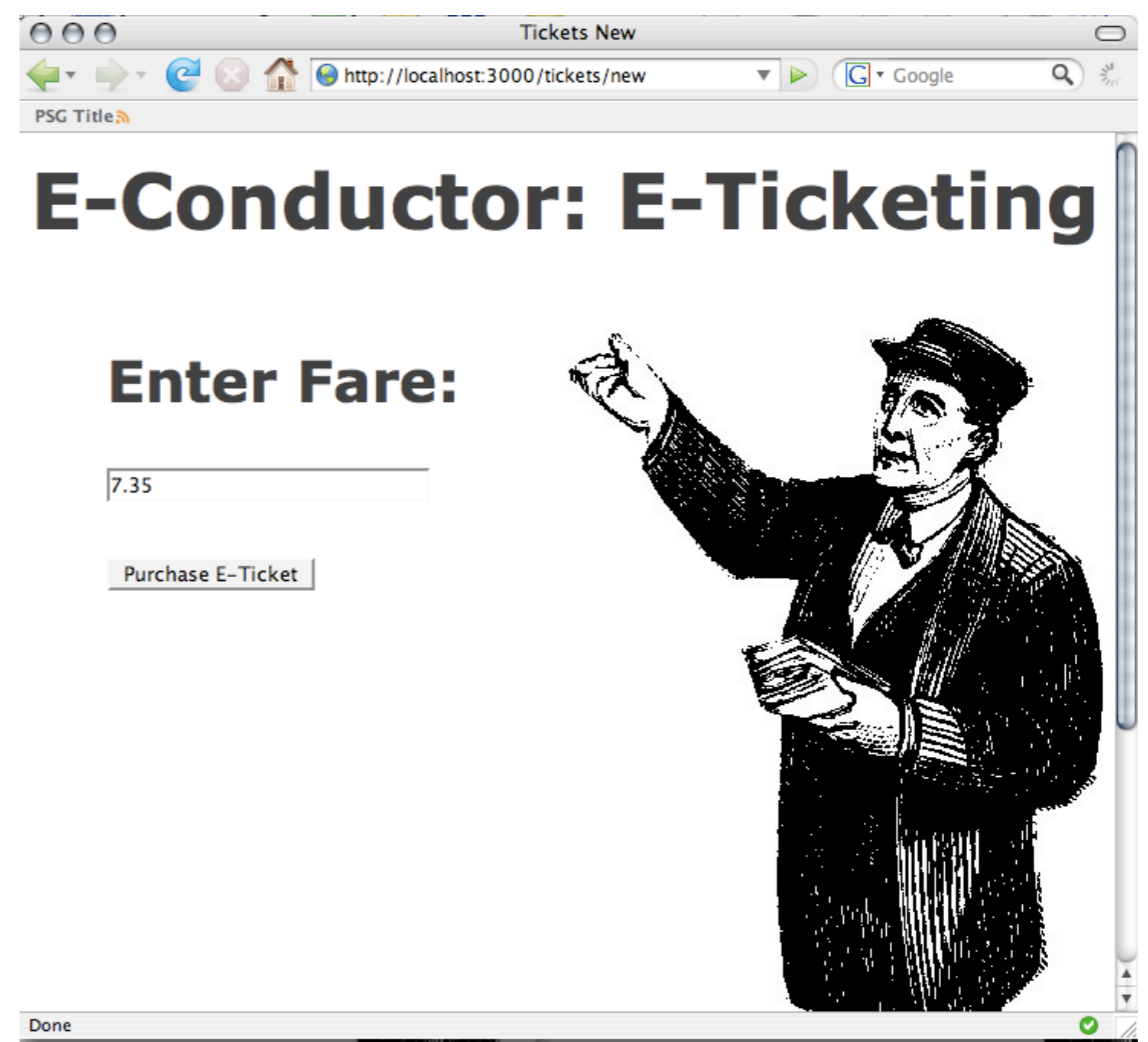 Tickets New
http://localhost:3000/tickets/new
G Google
PSG Title
E-Conductor: E-Ticketing
Enter Fare:
7.35
Purchase E-Ticket
Done